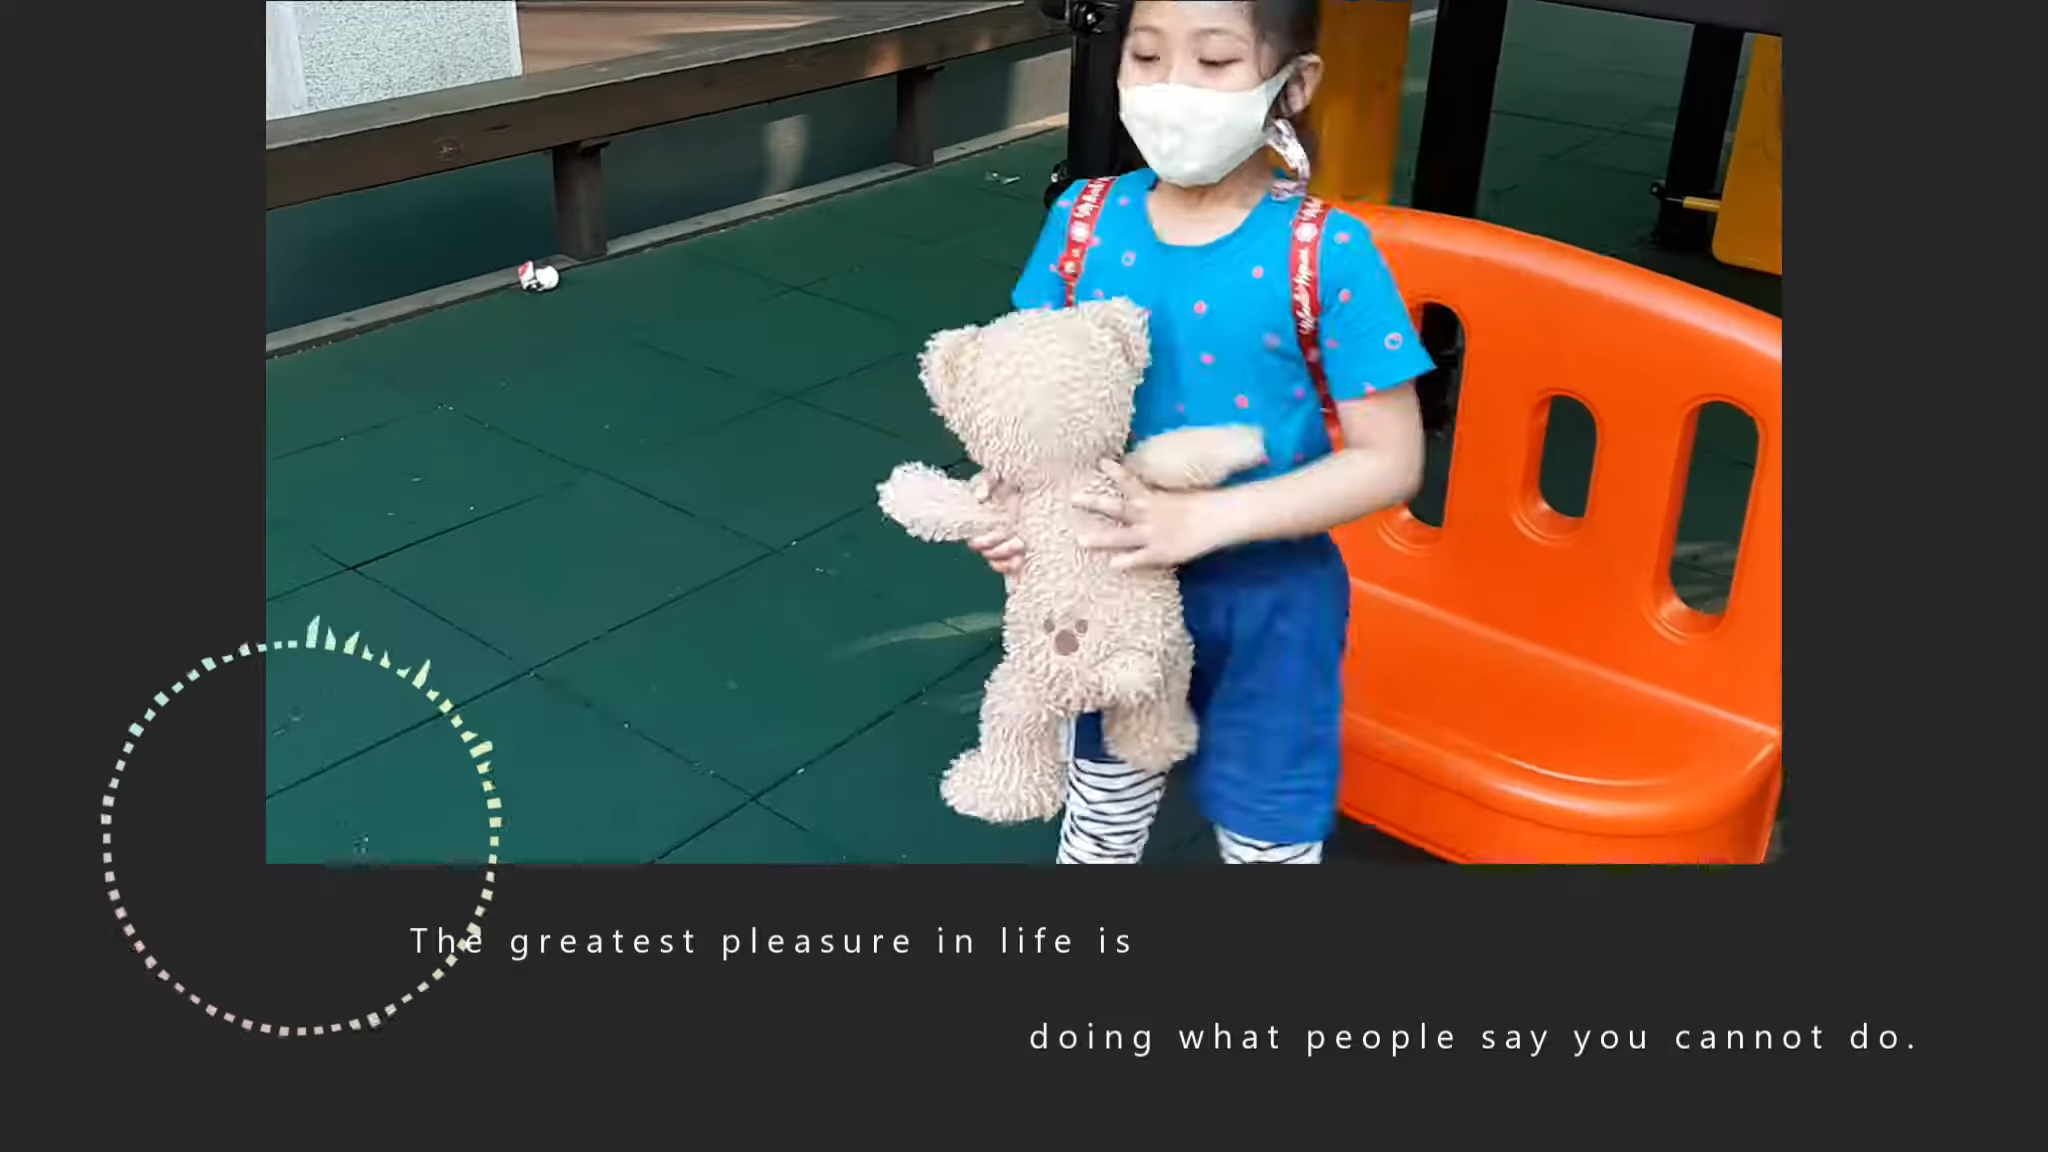 The greatest pleasure in life is
doing what people say you cannot do.